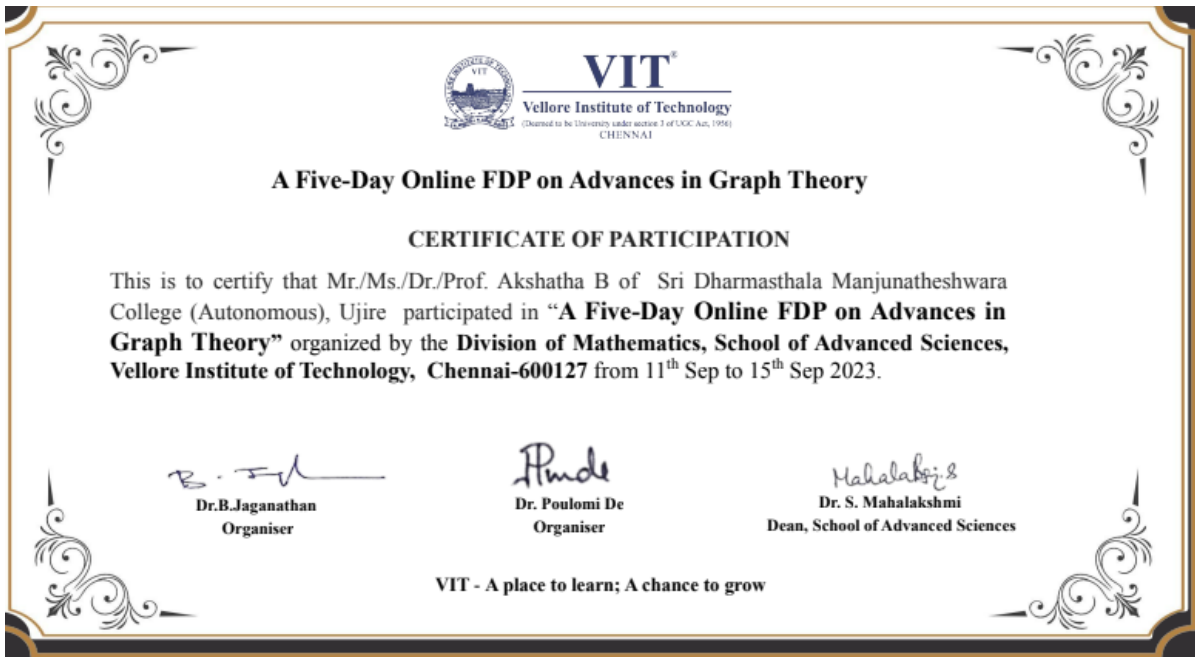 VIT®
VIT
Vellore Institute of Technology
(Deemed to be University under section 3 of UGC Act, 1956)
CHENNAI
A Five-Day Online FDP on Advances in Graph Theory
CERTIFICATE OF PARTICIPATION
This is to certify that Mr./Ms./Dr./Prof. Akshatha B of Sri Dharmasthala Manjunatheshwara
College (Autonomous), Ujire participated in “A Five-Day Online FDP on Advances in
Graph Theory” organized by the Division of Mathematics, School of Advanced Sciences,
Vellore Institute of Technology, Chennai-600127 from 11th Sep to 15th Sep 2023.
Dr.B.Jaganathan
Organiser
Dr. Poulomi De
Organiser
Dr. S. Mahalakshmi
Dean, School of Advanced Sciences
VIT - A place to learn; A chance to grow